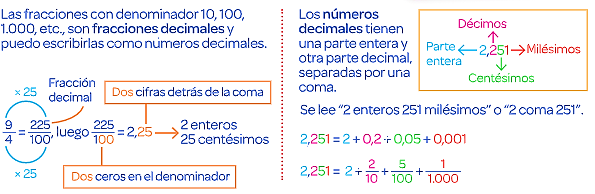 Las fracciones con denominador 10, 100,
1.000, etc., son fracciones decimales y
puedo escribirlas como números decimales.
× 25
Fracción
decimal
Dos cifras detrás de la coma
9/4 = 225/100, luego 225/100 = 2,25 → 2 enteros
25 centésimos
× 25
Dos ceros en el denominador
Los números
decimales tienen
una parte entera y
otra parte decimal,
separadas por una
coma.
Décimos
Parte
entera
2,251
Milésimos
Centésimos
Se lee “2 enteros 251 milésimos” o “2 coma 251”.
2,251 = 2 + 0,2 ÷ 0,05 + 0,001
2,251 = 2 ÷ 2/10 + 5/100 + 1/1.000